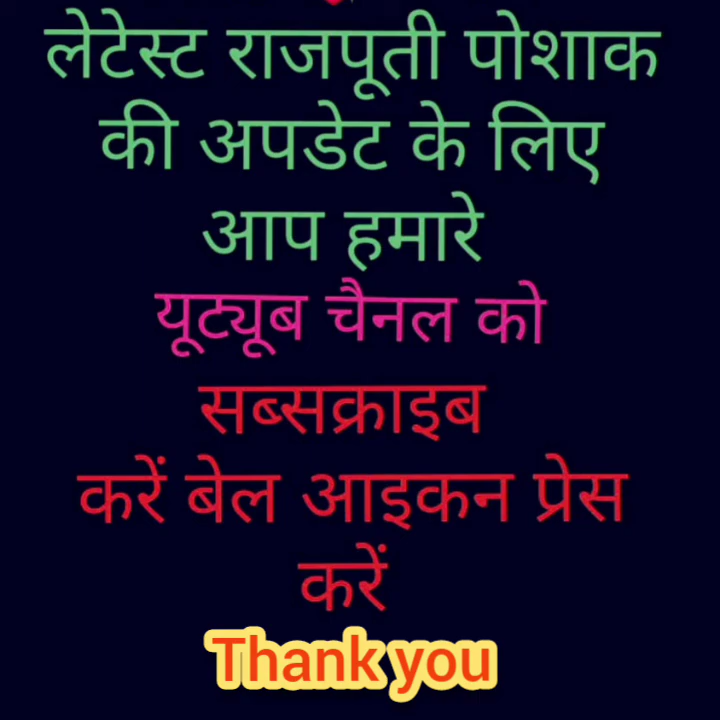 लेटेस्ट राजपूती पोशाक
की अपडेट के लिए
आप हमारे
यूट्यूब चैनल को
सब्सक्राइब
करें बेल आइकन प्रेस
करें
Thank you